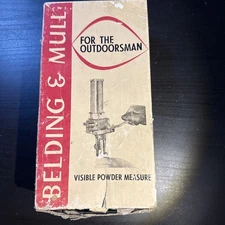 BELDING & MULL
FOR THE
OUTDOORSMAN
VISIBLE POWDER MEASURE